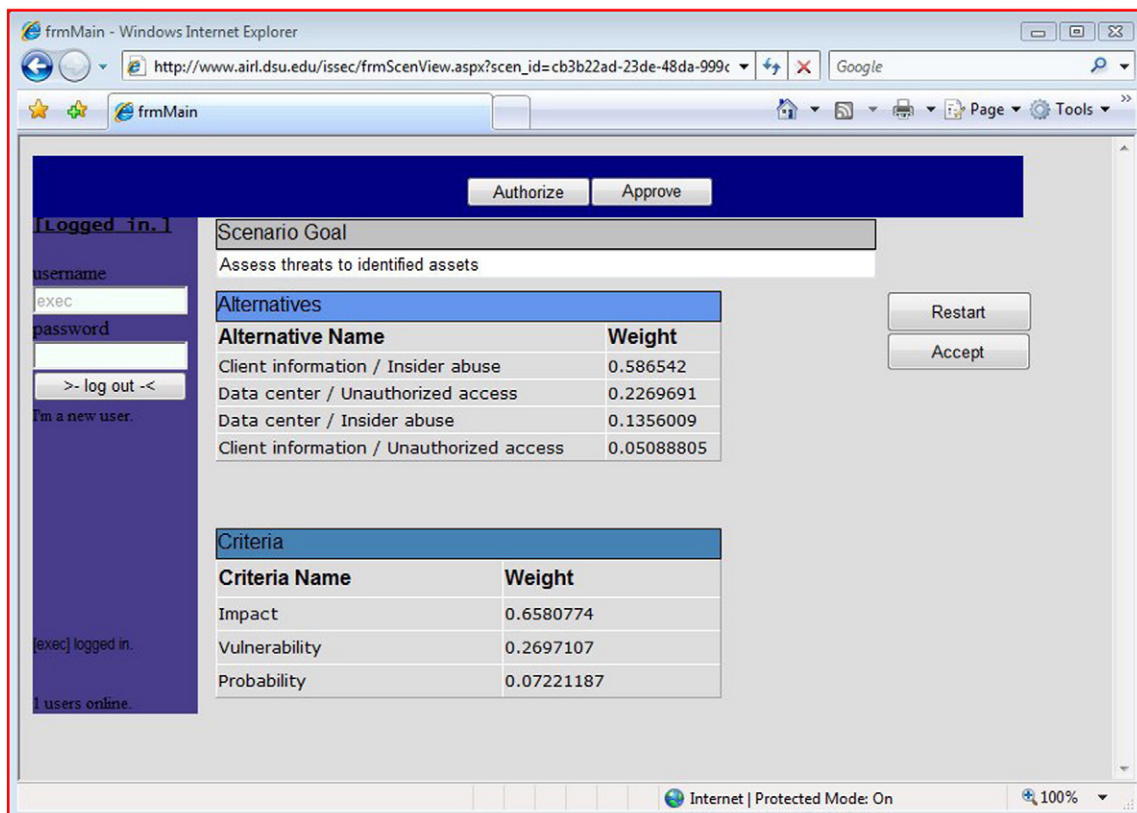 frmMain - Windows Internet Explorer
http://www.airl.dsu.edu/issec/frmScenView.aspx?scen_id=cb3b22ad-23de-48da-999c
Google
frmMain
Page
Tools
Authorize
Approve
[Logged in.]
username
exec
password
>- log out -<
I'm a new user.
[exec] logged in.
1 users online.
Scenario Goal
Assess threats to identified assets
Alternatives
Alternative Name Weight
Client information / Insider abuse 0.586542
Data center / Unauthorized access 0.2269691
Data center / Insider abuse 0.1356009
Client information / Unauthorized access 0.05088805
Restart
Accept
Criteria
Criteria Name Weight
Impact 0.6580774
Vulnerability 0.2697107
Probability 0.07221187
Internet | Protected Mode: On
100%